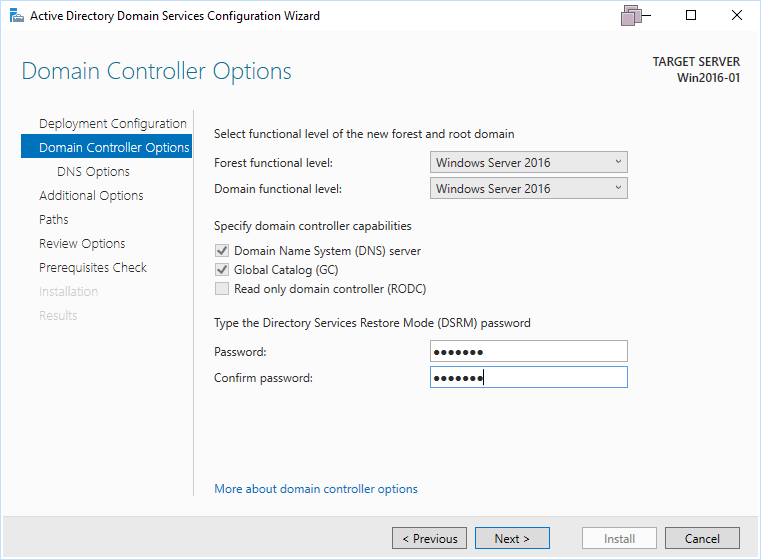 Active Directory Domain Services Configuration Wizard
Domain Controller Options
TARGET SERVER
Win2016-01
Deployment Configuration
Domain Controller Options
DNS Options
Additional Options
Paths
Review Options
Prerequisites Check
Installation
Results
Select functional level of the new forest and root domain
Forest functional level: Windows Server 2016
Domain functional level: Windows Server 2016
Specify domain controller capabilities
Domain Name System (DNS) server
Global Catalog (GC)
Read only domain controller (RODC)
Type the Directory Services Restore Mode (DSRM) password
Password: ●●●●●●●
Confirm password: ●●●●●●●
More about domain controller options
< Previous Next > Install Cancel